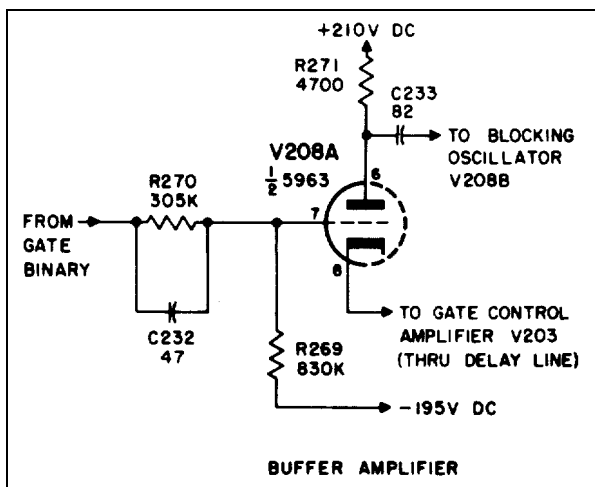 +210V DC
R271
4700
C233
82
TO BLOCKING
OSCILLATOR
V208B
V208A
½ 5963
6
7
8
R270
305K
FROM
GATE
BINARY
C232
47
TO GATE CONTROL
AMPLIFIER V203
(THRU DELAY LINE)
R269
830K
-195V DC
BUFFER AMPLIFIER